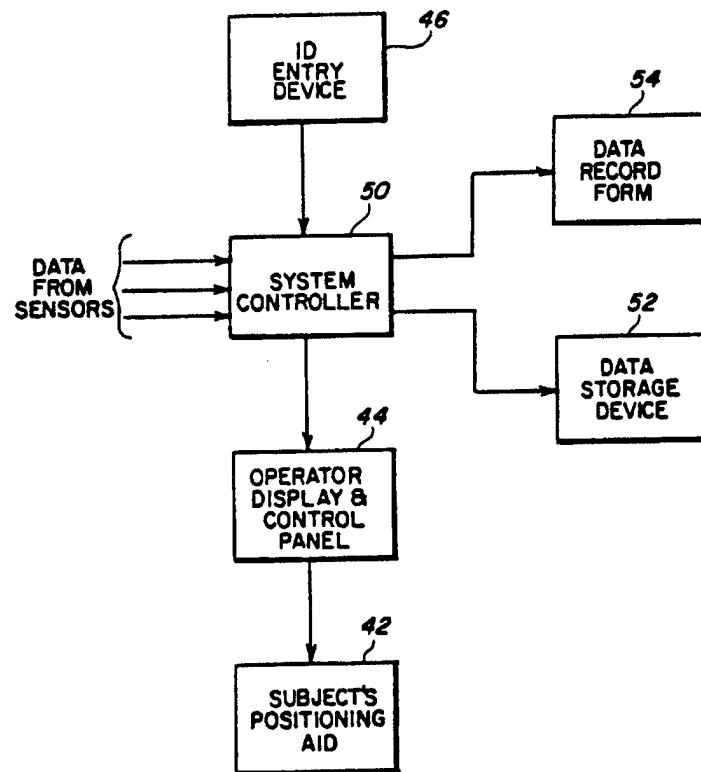 46
ID
ENTRY
DEVICE
54
DATA
RECORD
FORM
50
SYSTEM
CONTROLLER
DATA
FROM
SENSORS
52
DATA
STORAGE
DEVICE
44
OPERATOR
DISPLAY &
CONTROL
PANEL
42
SUBJECT'S
POSITIONING
AID